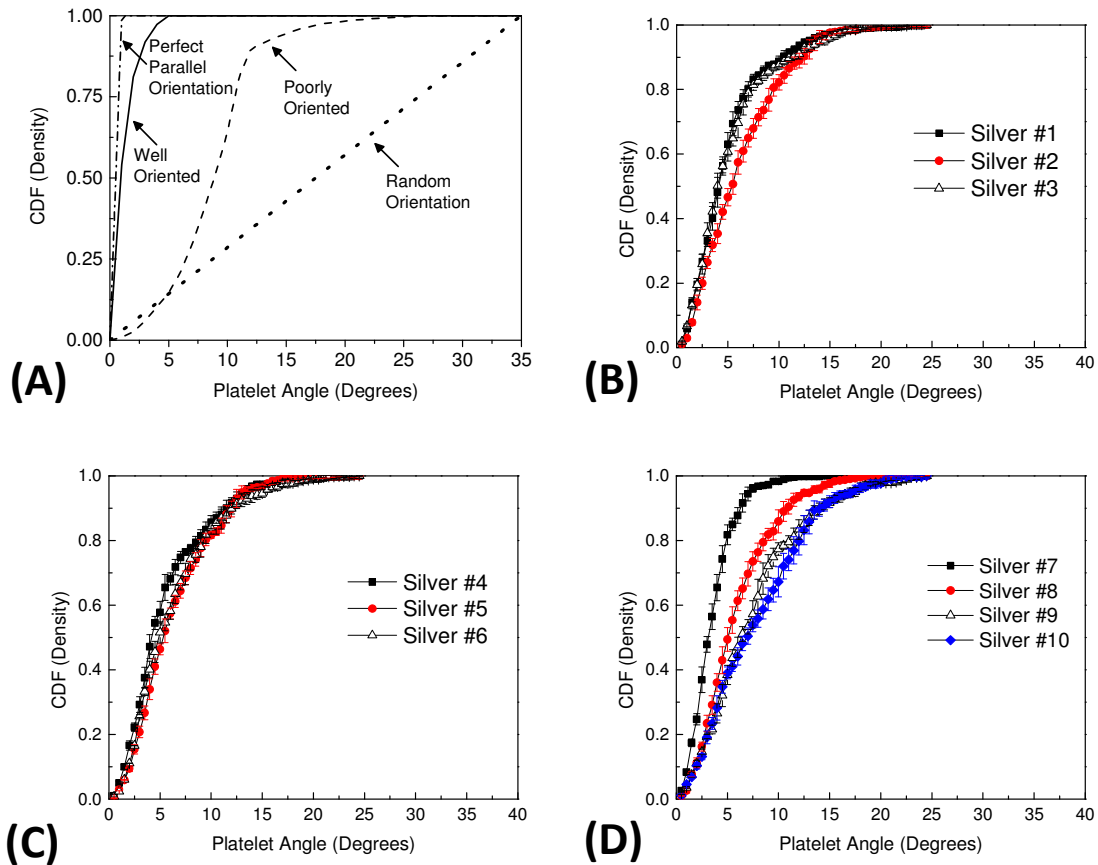 1.00
0.75
0.50
0.25
0.00
CDF (Density)
0 5 10 15 20 25 30 35
Platelet Angle (Degrees)
Perfect
Parallel
Orientation
Well
Oriented
Poorly
Oriented
Random
Orientation
(A)
1.0
0.8
0.6
0.4
0.2
0.0
CDF (Density)
0 5 10 15 20 25 30 35 40
Platelet Angle (Degrees)
Silver #1
Silver #2
Silver #3
(B)
1.0
0.8
0.6
0.4
0.2
0.0
CDF (Density)
0 5 10 15 20 25 30 35 40
Platelet Angle (Degrees)
Silver #4
Silver #5
Silver #6
(C)
1.0
0.8
0.6
0.4
0.2
0.0
CDF (Density)
0 5 10 15 20 25 30 35 40
Platelet Angle (Degrees)
Silver #7
Silver #8
Silver #9
Silver #10
(D)